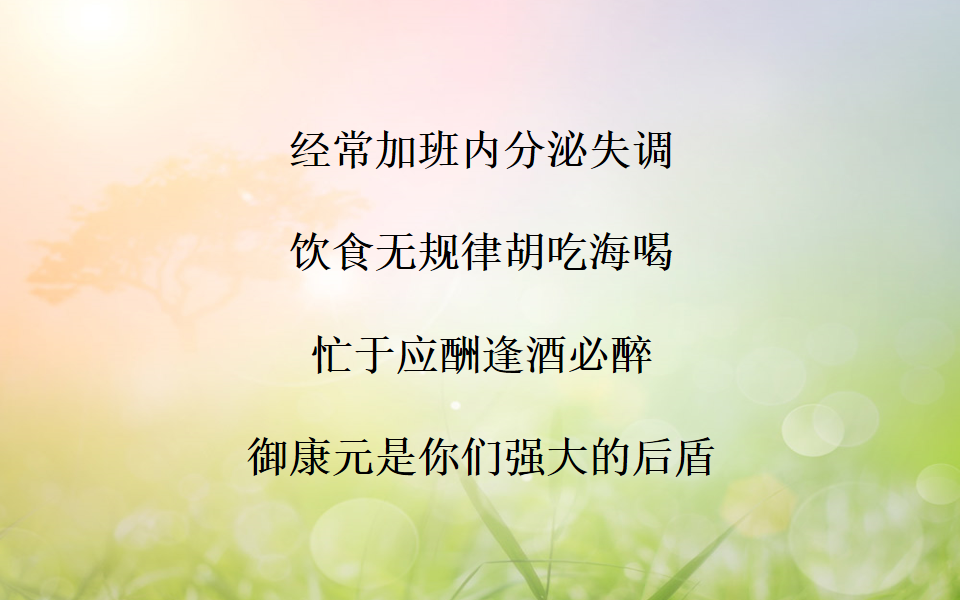 经常加班内分泌失调
饮食无规律胡吃海喝
忙于应酬逢酒必醉
御康元是你们强大的后盾